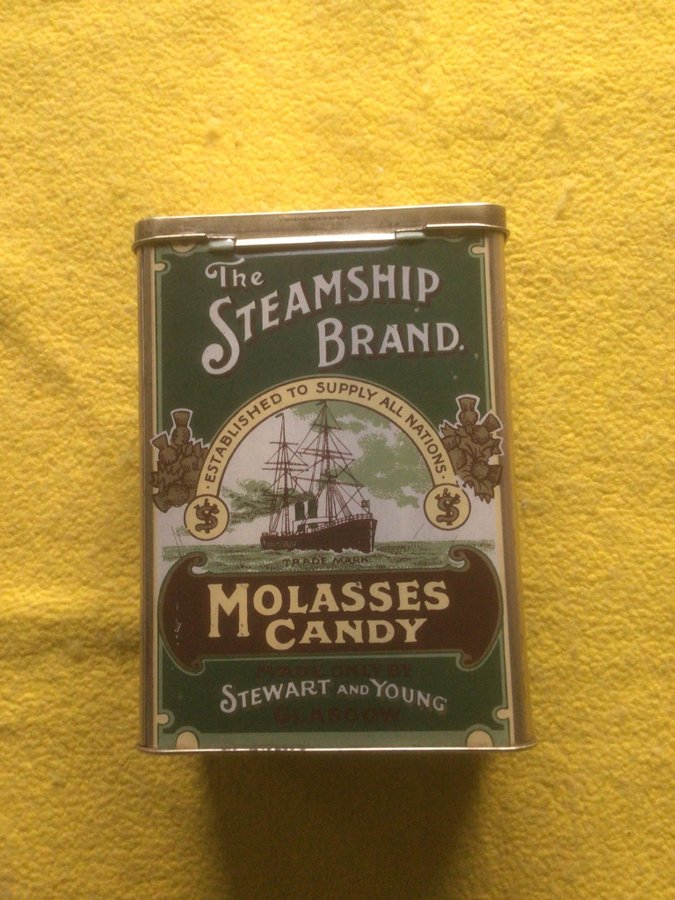 The
STEAMSHIP
BRAND.
·ESTABLISHED TO SUPPLY ALL NATIONS·
TRADE MARK
MOLASSES
CANDY
MADE ONLY BY
STEWART AND YOUNG
GLASGOW